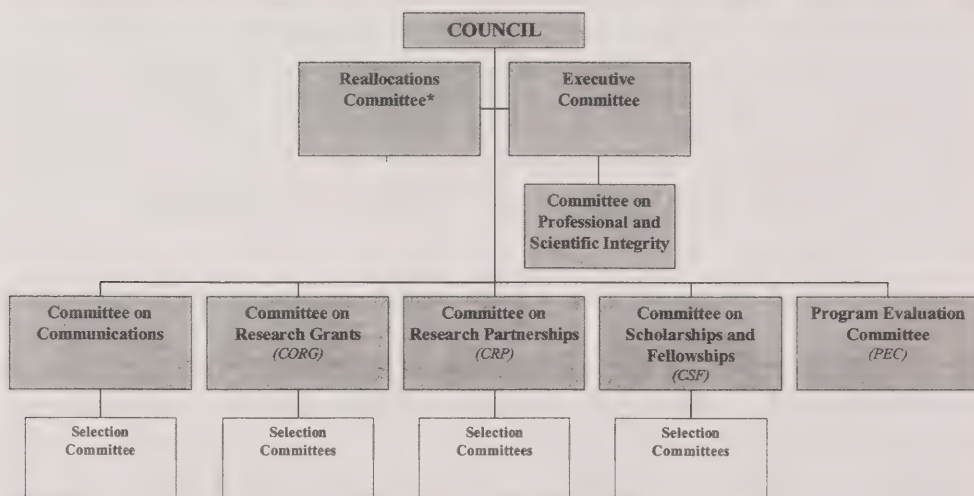 COUNCIL
Reallocations
Committee*
Executive
Committee
Committee on
Professional and
Scientific Integrity
Committee on
Communications
Committee on
Research Grants
(CORG)
Committee on
Research Partnerships
(CRP)
Committee on
Scholarships and
Fellowships
(CSF)
Program Evaluation
Committee
(PEC)
Selection
Committee
Selection
Committees
Selection
Committees
Selection
Committees